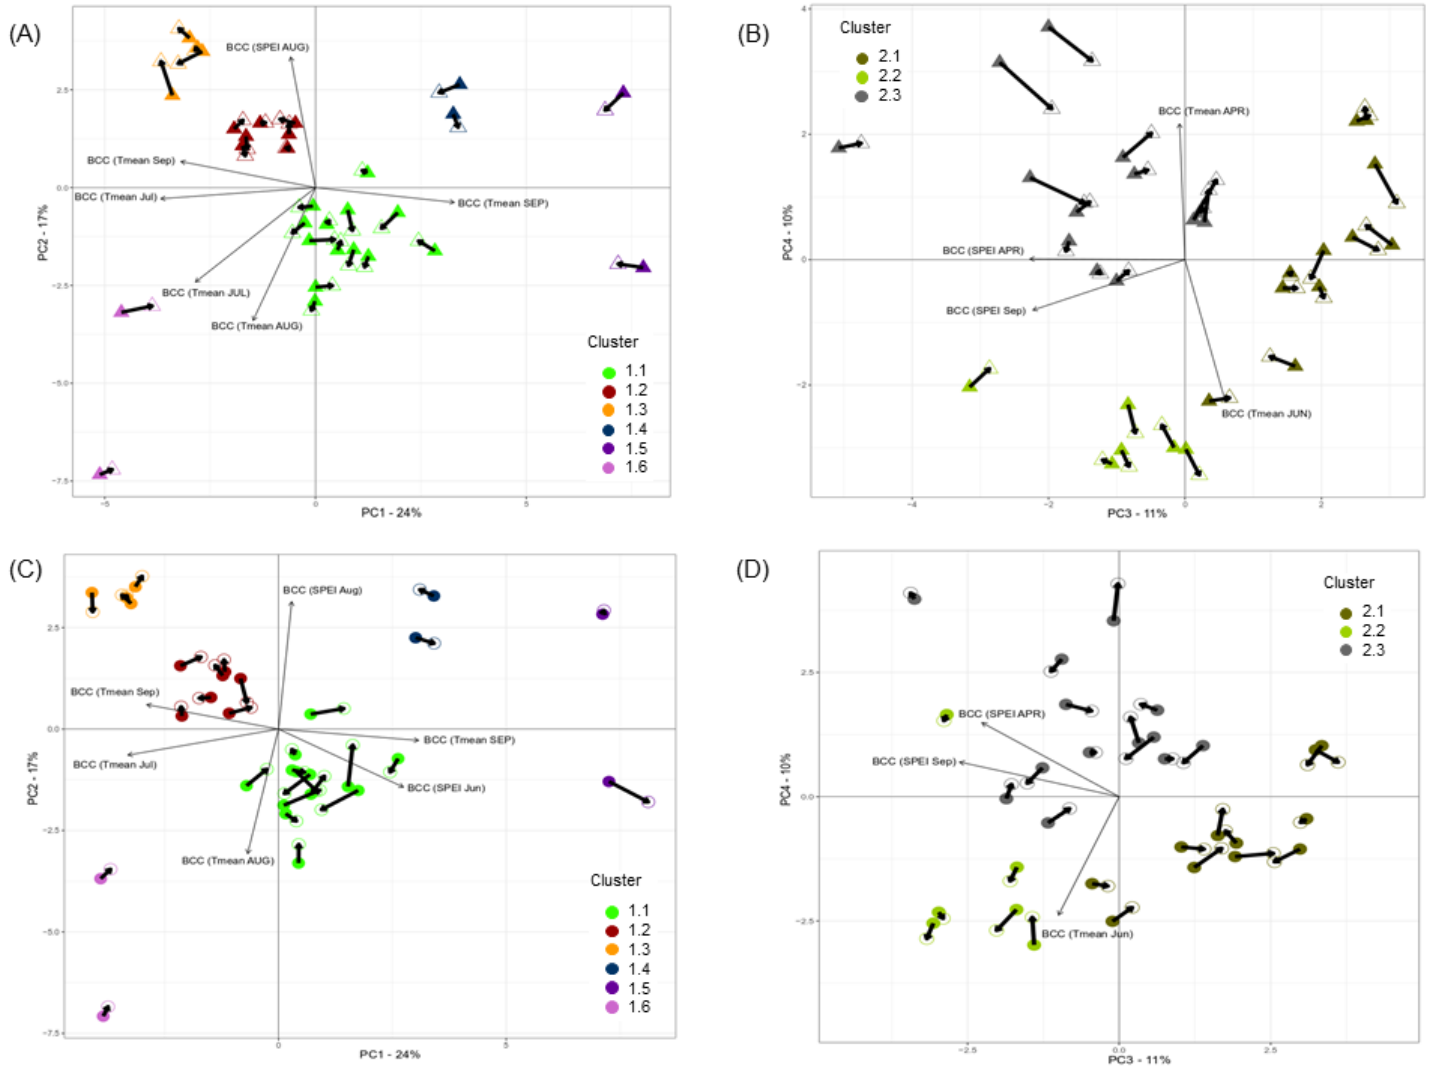 (A)
BCC (SPEI AUG)
2.5
BCC (Tmean Sep)
0.0
BCC (Tmean Jul)
BCC (Tmean SEP)
PC2 - 17%
-2.5
BCC (Tmean JUL)
BCC (Tmean AUG)
-5.0
-7.5
-5
0
5
PC1 - 24%
Cluster
1.1
1.2
1.3
1.4
1.5
1.6
(B)
Cluster
2.1
2.2
2.3
4
BCC (Tmean APR)
2
BCC (SPEI APR)
0
PC4 - 10%
BCC (SPEI Sep)
-2
BCC (Tmean JUN)
-4
-2
0
2
PC3 - 11%
(C)
BCC (SPEI Aug)
2.5
BCC (Tmean Sep)
0.0
BCC (Tmean SEP)
BCC (Tmean Jul)
BCC (SPEI Jun)
PC2 - 17%
-2.5
BCC (Tmean AUG)
-5.0
-7.5
0
5
PC1 - 24%
Cluster
1.1
1.2
1.3
1.4
1.5
1.6
(D)
Cluster
2.1
2.2
2.3
2.5
BCC (SPEI APR)
BCC (SPEI Sep)
0.0
PC4 - 10%
-2.5
BCC (Tmean Jun)
-2.5
0.0
2.5
PC3 - 11%